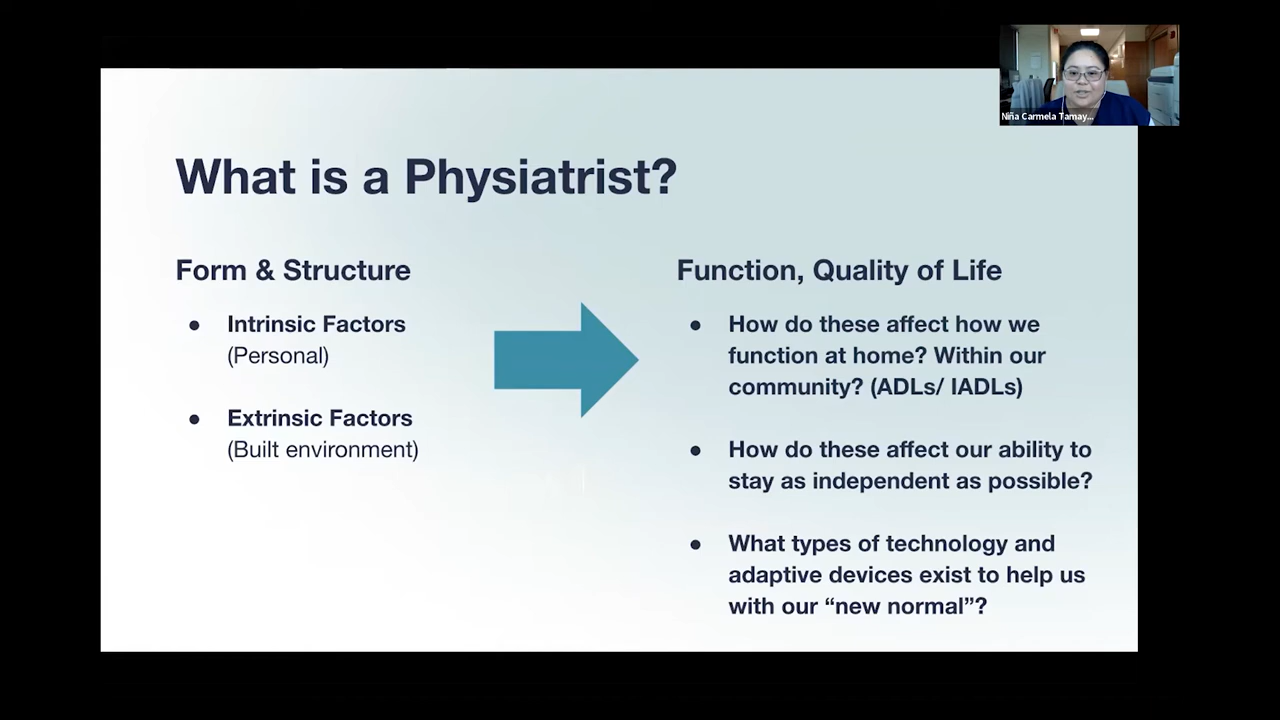 Niña Carmela Tamay...
What is a Physiatrist?
Form & Structure
● Intrinsic Factors
(Personal)
● Extrinsic Factors
(Built environment)
Function, Quality of Life
● How do these affect how we
function at home? Within our
community? (ADLs/ IADLs)
● How do these affect our ability to
stay as independent as possible?
● What types of technology and
adaptive devices exist to help us
with our “new normal”?